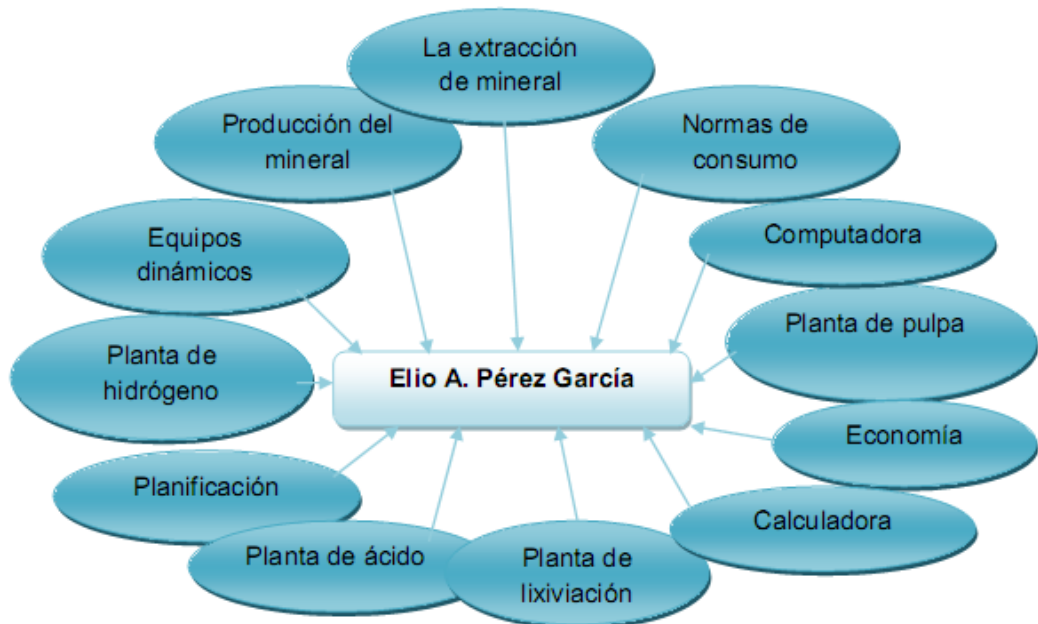 La extracción
de mineral
Producción del
mineral
Normas de
consumo
Equipos
dinámicos
Computadora
Planta de pulpa
Planta de
hidrógeno
Elio A. Pérez García
Economía
Planificación
Calculadora
Planta de ácido
Planta de
lixiviación